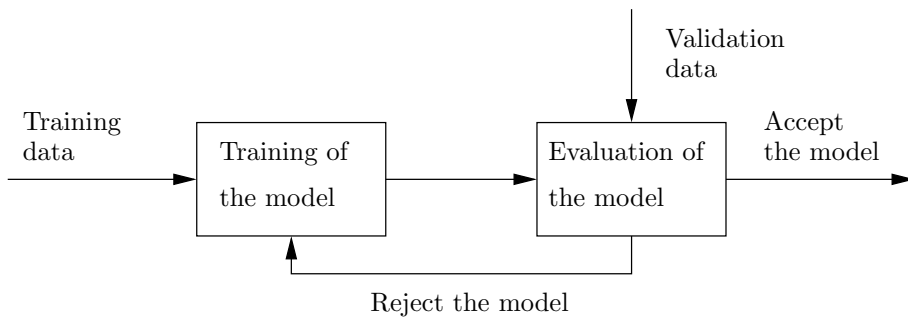 Training
data
Training of
the model
Validation
data
Evaluation of
the model
Accept
the model
Reject the model